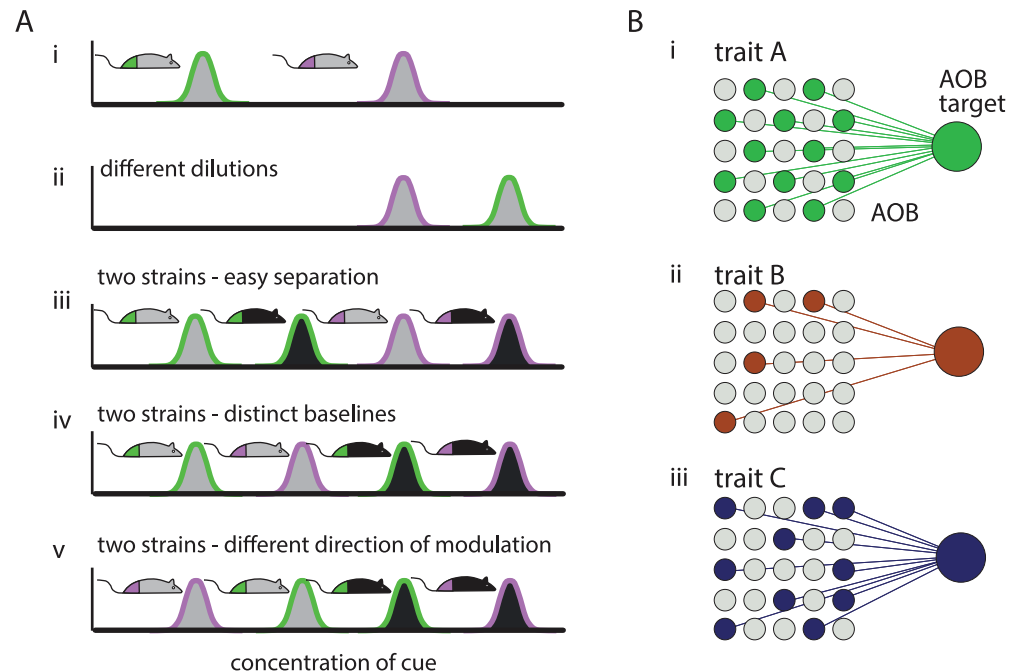 A
i
ii
different dilutions
two strains - easy separation
iii
iv
two strains - distinct baselines
v
two strains - different direction of modulation
concentration of cue
B
i
trait A
AOB
target
AOB
ii
trait B
iii
trait C